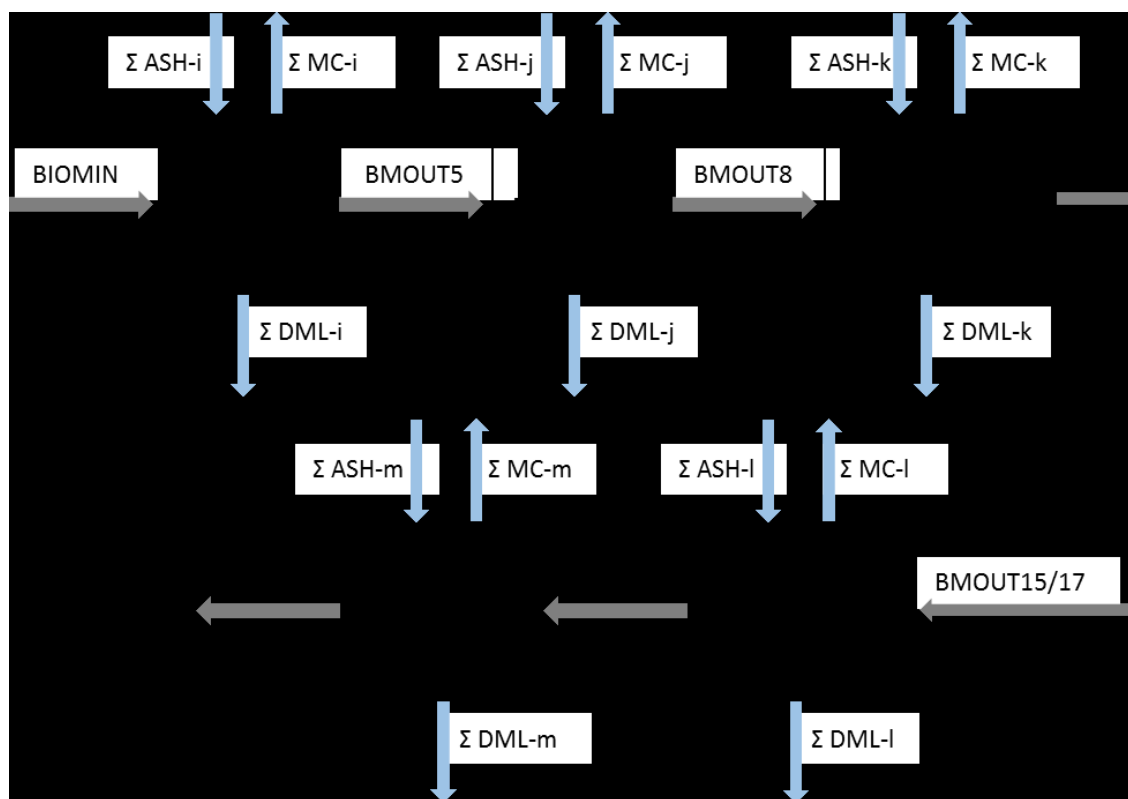 Σ ASH-i
Σ MC-i
Σ ASH-j
Σ MC-j
Σ ASH-k
Σ MC-k
BIOMIN
BMOUT5
BMOUT8
Σ DML-i
Σ DML-j
Σ DML-k
Σ ASH-m
Σ MC-m
Σ ASH-l
Σ MC-l
BMOUT15/17
Σ DML-m
Σ DML-l